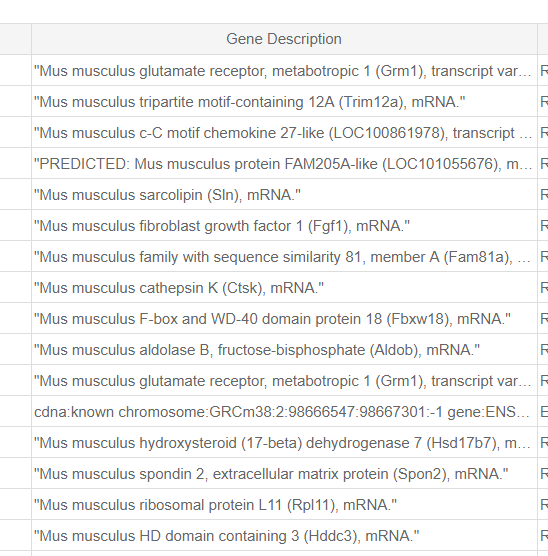 Gene Description
"Mus musculus glutamate receptor, metabotropic 1 (Grm1), transcript var...
"Mus musculus tripartite motif-containing 12A (Trim12a), mRNA."
"Mus musculus c-C motif chemokine 27-like (LOC100861978), transcript ...
"PREDICTED: Mus musculus protein FAM205A-like (LOC101055676), m...
"Mus musculus sarcolipin (Sln), mRNA."
"Mus musculus fibroblast growth factor 1 (Fgf1), mRNA."
"Mus musculus family with sequence similarity 81, member A (Fam81a), ...
"Mus musculus cathepsin K (Ctsk), mRNA."
"Mus musculus F-box and WD-40 domain protein 18 (Fbxw18), mRNA."
"Mus musculus aldolase B, fructose-bisphosphate (Aldob), mRNA."
"Mus musculus glutamate receptor, metabotropic 1 (Grm1), transcript var...
cdna:known chromosome:GRCm38:2:98666547:98667301:-1 gene:ENS...
"Mus musculus hydroxysteroid (17-beta) dehydrogenase 7 (Hsd17b7), m...
"Mus musculus spondin 2, extracellular matrix protein (Spon2), mRNA."
"Mus musculus ribosomal protein L11 (Rpl11), mRNA."
"Mus musculus HD domain containing 3 (Hddc3), mRNA."